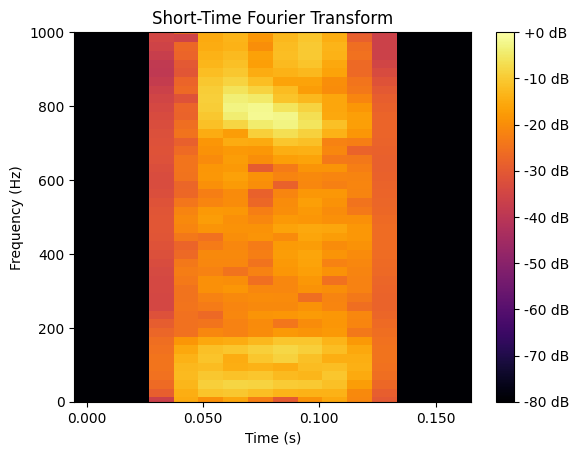 Short-Time Fourier Transform
1000
800
600
400
200
0
Frequency (Hz)
0.000
0.050
0.100
0.150
Time (s)
+0 dB
-10 dB
-20 dB
-30 dB
-40 dB
-50 dB
-60 dB
-70 dB
-80 dB